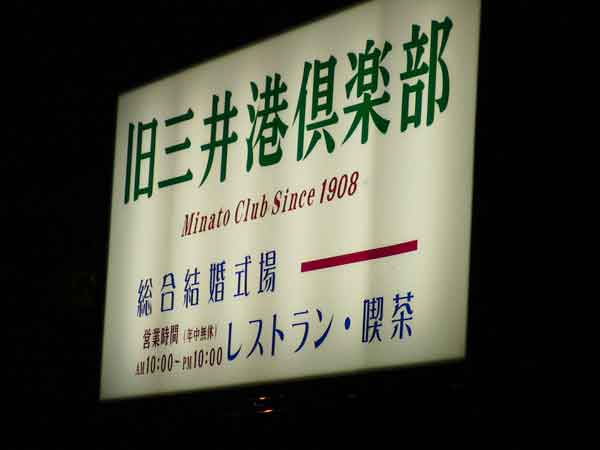 旧三井港倶楽部
Minato Club Since 1908
総合結婚式場
営業時間（年中無休）
AM10:00~PM10:00
レストラン・喫茶